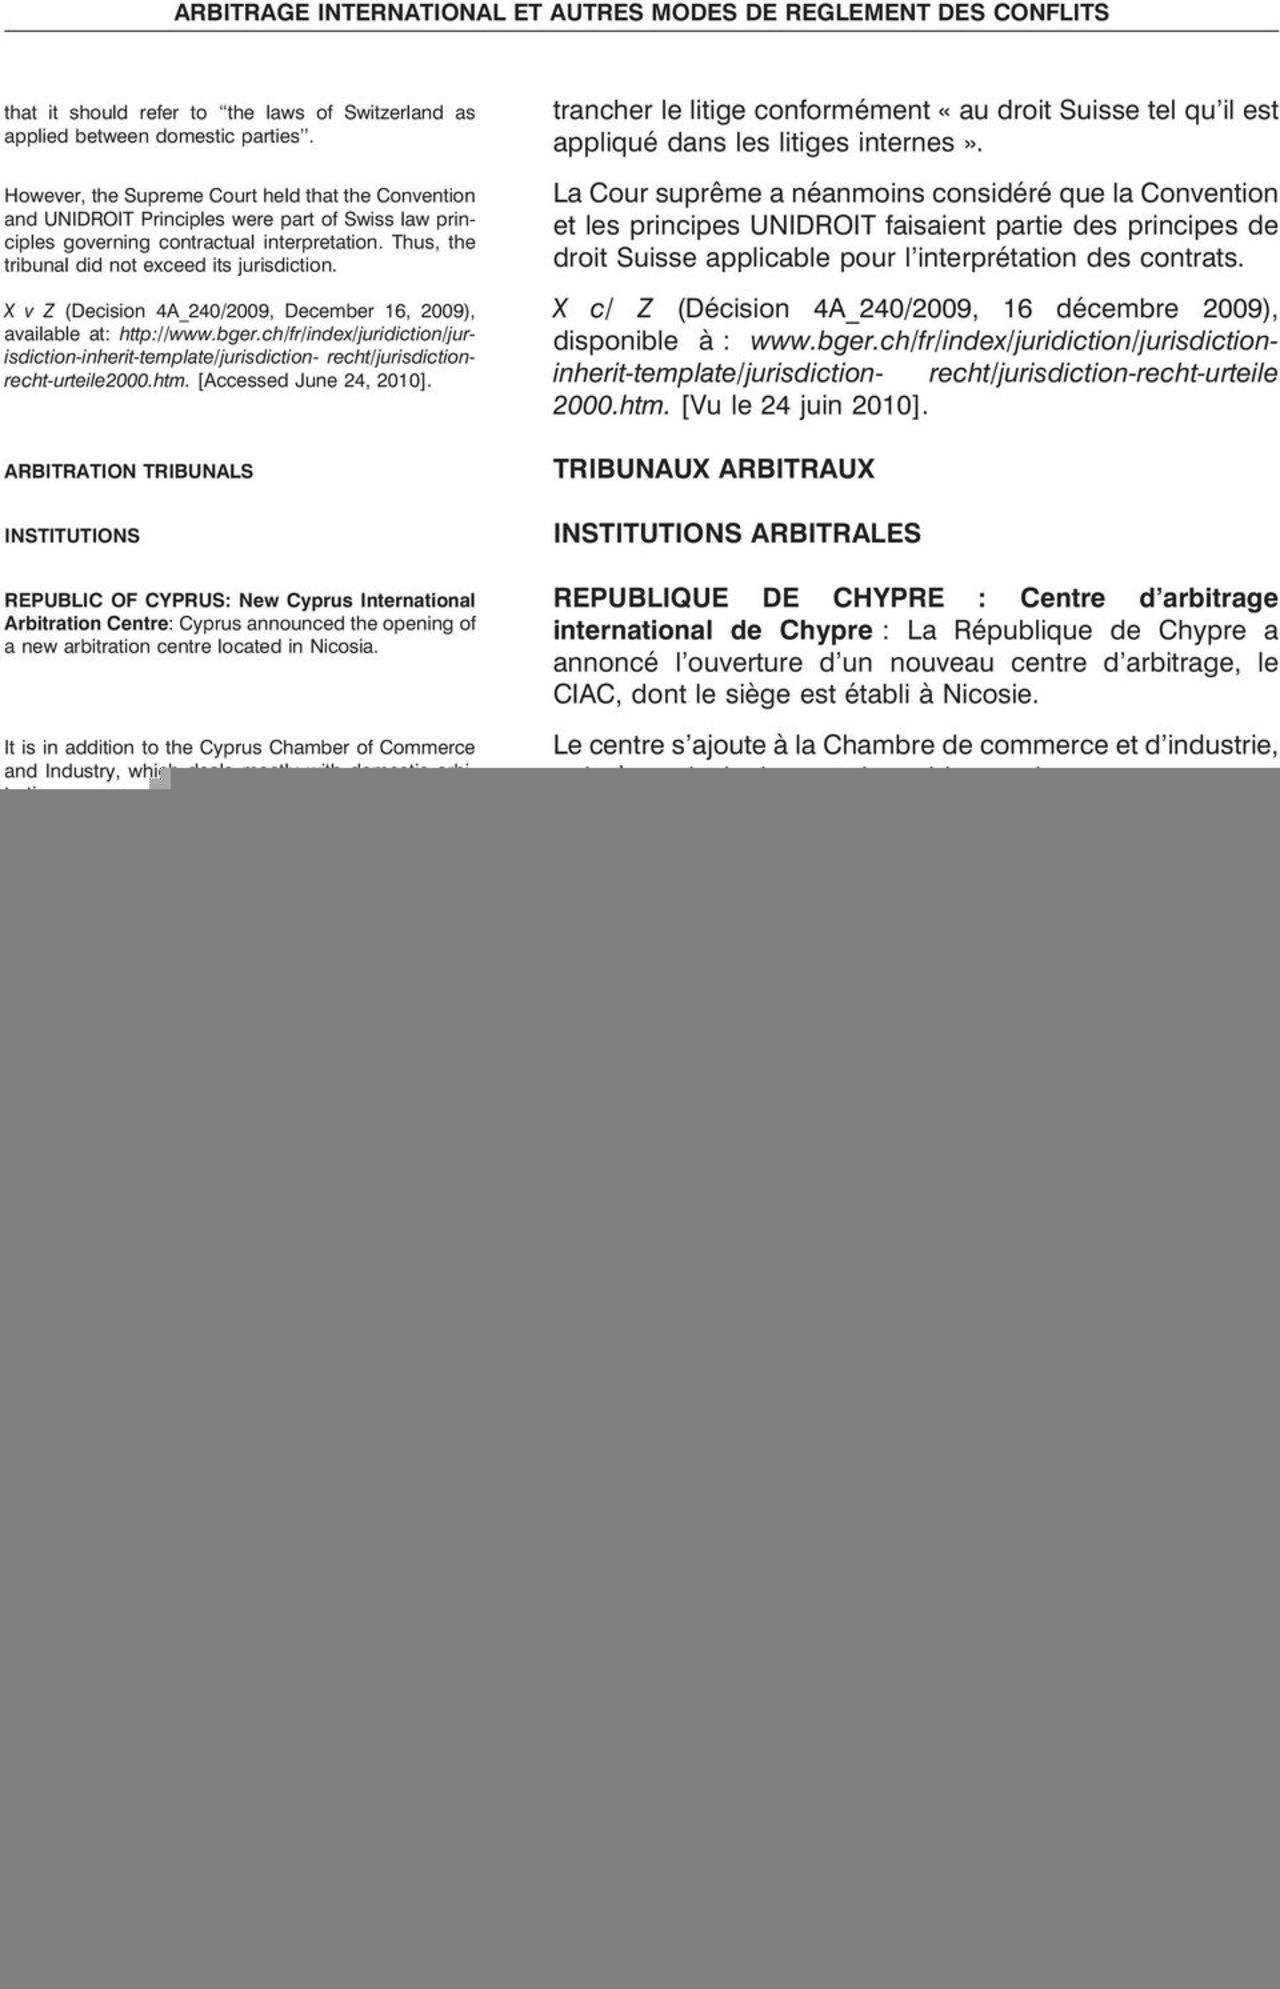 ARBITRAGE INTERNATIONAL ET AUTRES MODES DE REGLEMENT DES CONFLITS
that it should refer to “the laws of Switzerland as
applied between domestic parties”.
However, the Supreme Court held that the Convention
and UNIDROIT Principles were part of Swiss law prin-
ciples governing contractual interpretation. Thus, the
tribunal did not exceed its jurisdiction.
X v Z (Decision 4A_240/2009, December 16, 2009),
available at: http://www.bger.ch/fr/index/juridiction/jur-
isdiction-inherit-template/jurisdiction- recht/jurisdiction-
recht-urteile2000.htm. [Accessed June 24, 2010].
ARBITRATION TRIBUNALS
INSTITUTIONS
REPUBLIC OF CYPRUS: New Cyprus International
Arbitration Centre: Cyprus announced the opening of
a new arbitration centre located in Nicosia.
It is in addition to the Cyprus Chamber of Commerce
and Industry, which deals mostly with domestic arbi-
trancher le litige conformément « au droit Suisse tel qu’il est
appliqué dans les litiges internes ».
La Cour suprême a néanmoins considéré que la Convention
et les principes UNIDROIT faisaient partie des principes de
droit Suisse applicable pour l’interprétation des contrats.
X c/ Z (Décision 4A_240/2009, 16 décembre 2009),
disponible à : www.bger.ch/fr/index/juridiction/jurisdiction-
inherit-template/jurisdiction- recht/jurisdiction-recht-urteile
2000.htm. [Vu le 24 juin 2010].
TRIBUNAUX ARBITRAUX
INSTITUTIONS ARBITRALES
REPUBLIQUE DE CHYPRE : Centre d’arbitrage
international de Chypre : La République de Chypre a
annoncé l’ouverture d’un nouveau centre d’arbitrage, le
CIAC, dont le siège est établi à Nicosie.
Le centre s’ajoute à la Chambre de commerce et d’industrie,